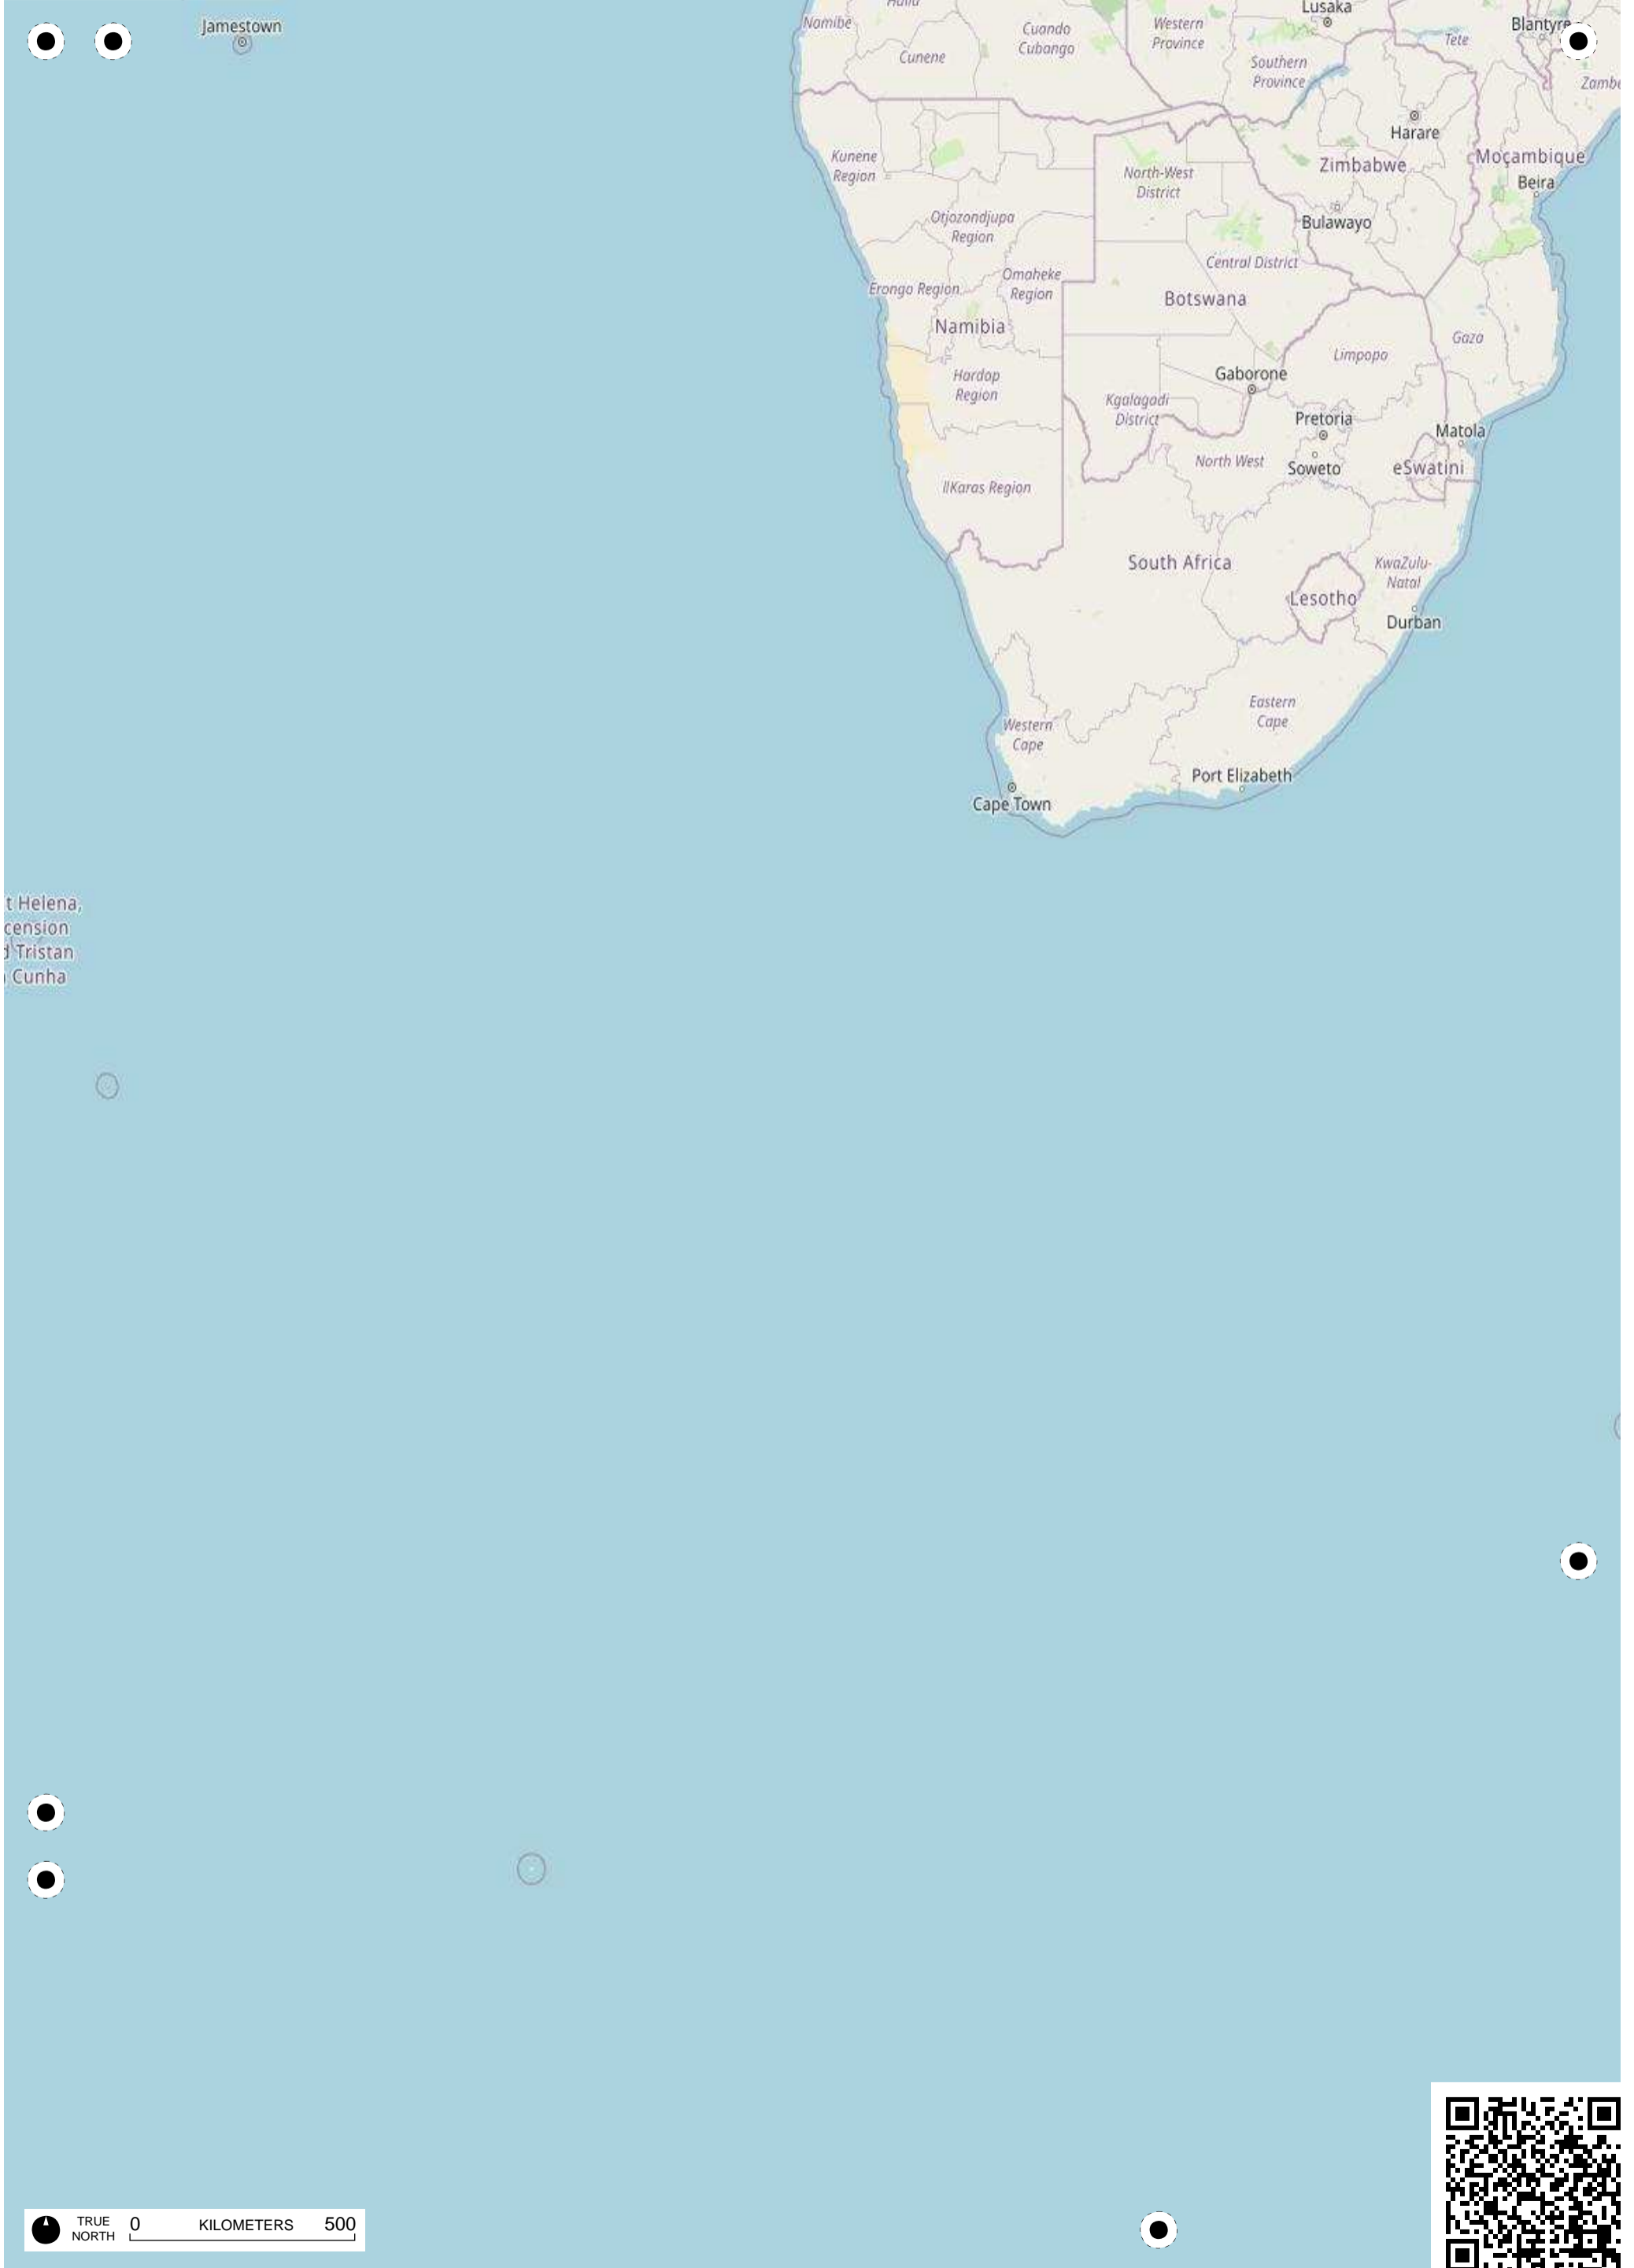 Jamestown
Namibe
Huíla
Cunene
Cuando
Cubango
Western
Province
Lusaka
Southern
Province
Tete
Blantyre
Zambe
Harare
Kunene
Region
North-West
District
Zimbabwe
Moçambique
Beira
Otjozondjupa
Region
Bulawayo
Central District
Omaheke
Region
Erongo Region
Botswana
Namibia
Gaza
Limpopo
Hardap
Region
Gaborone
Kgalagadi
District
Pretoria
Matola
North West
Soweto
eSwatini
ǁKaras Region
South Africa
KwaZulu-
Natal
Lesotho
Durban
Eastern
Cape
Western
Cape
Port Elizabeth
Cape Town
t Helena,
cension
d Tristan
Cunha
TRUE
NORTH
0 KILOMETERS 500